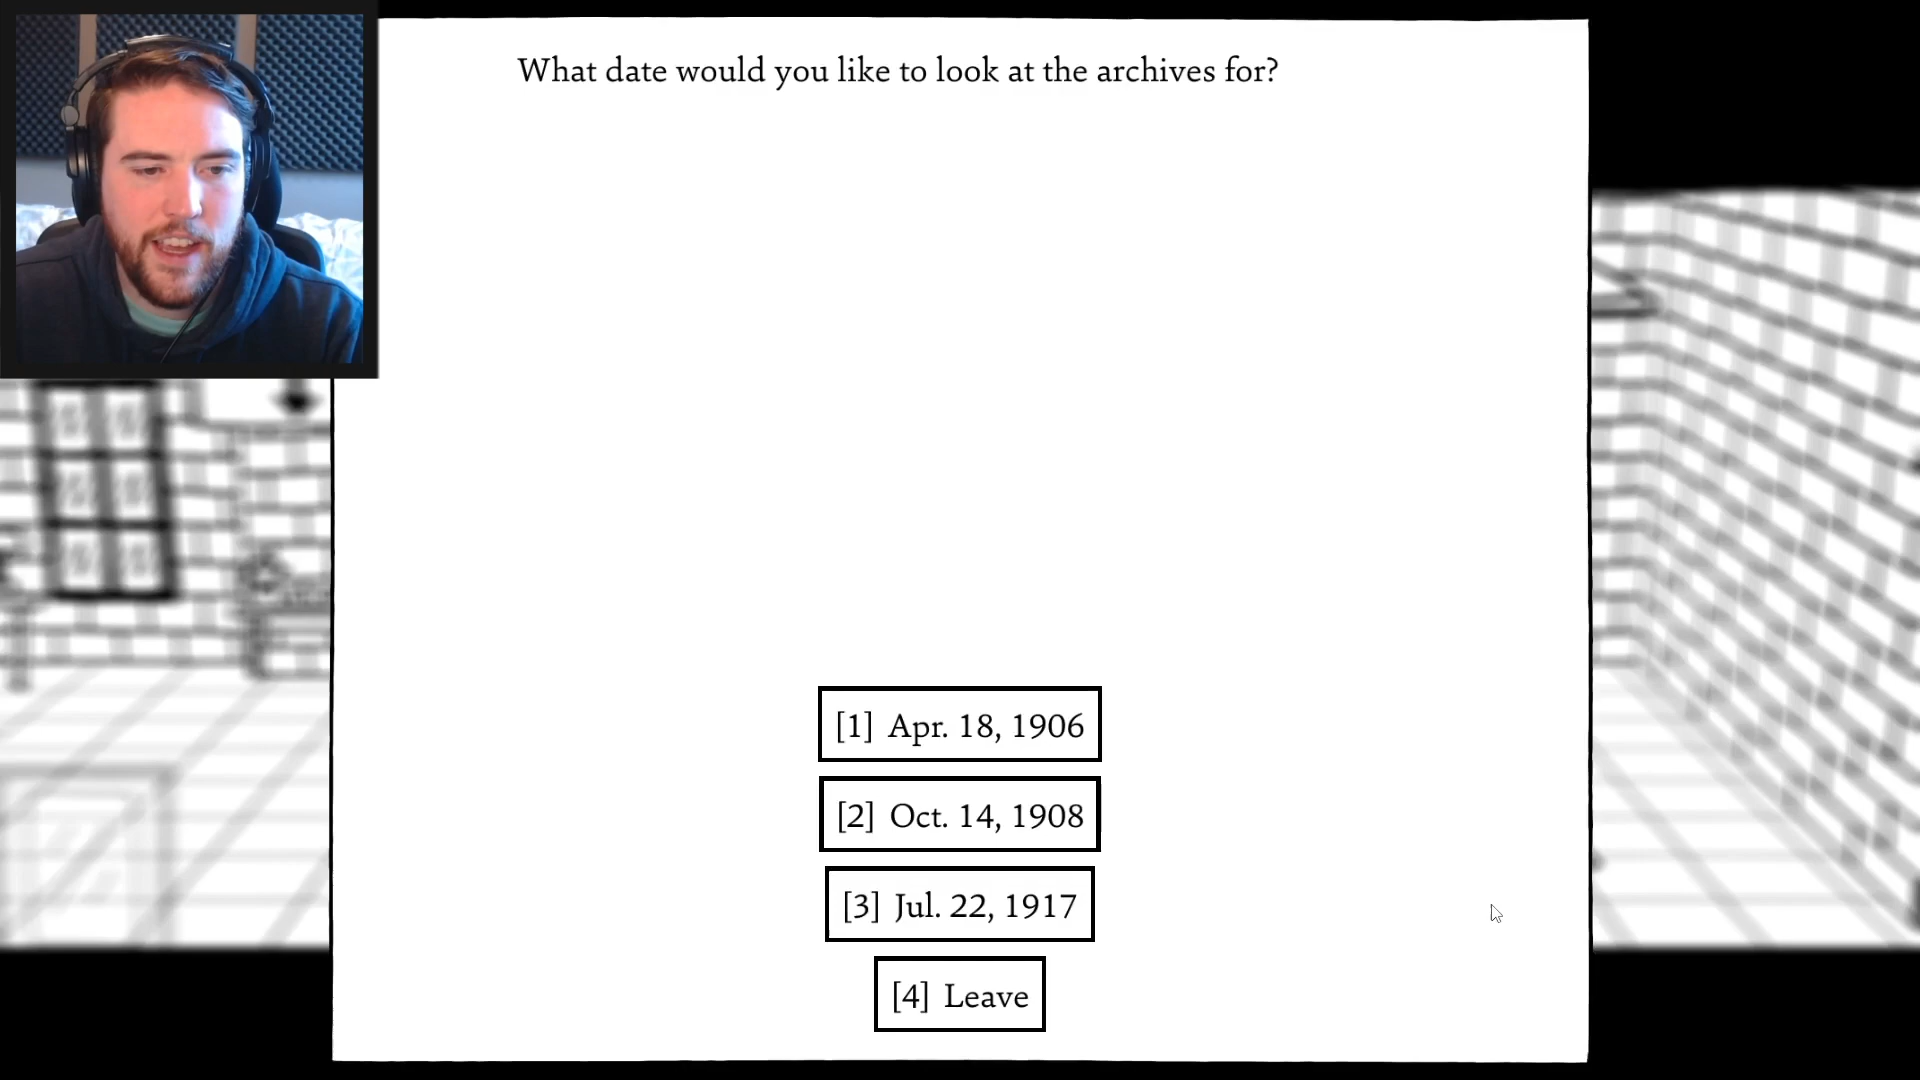 What date would you like to look at the archives for?
[1] Apr. 18, 1906
[2] Oct. 14, 1908
[3] Jul. 22, 1917
[4] Leave